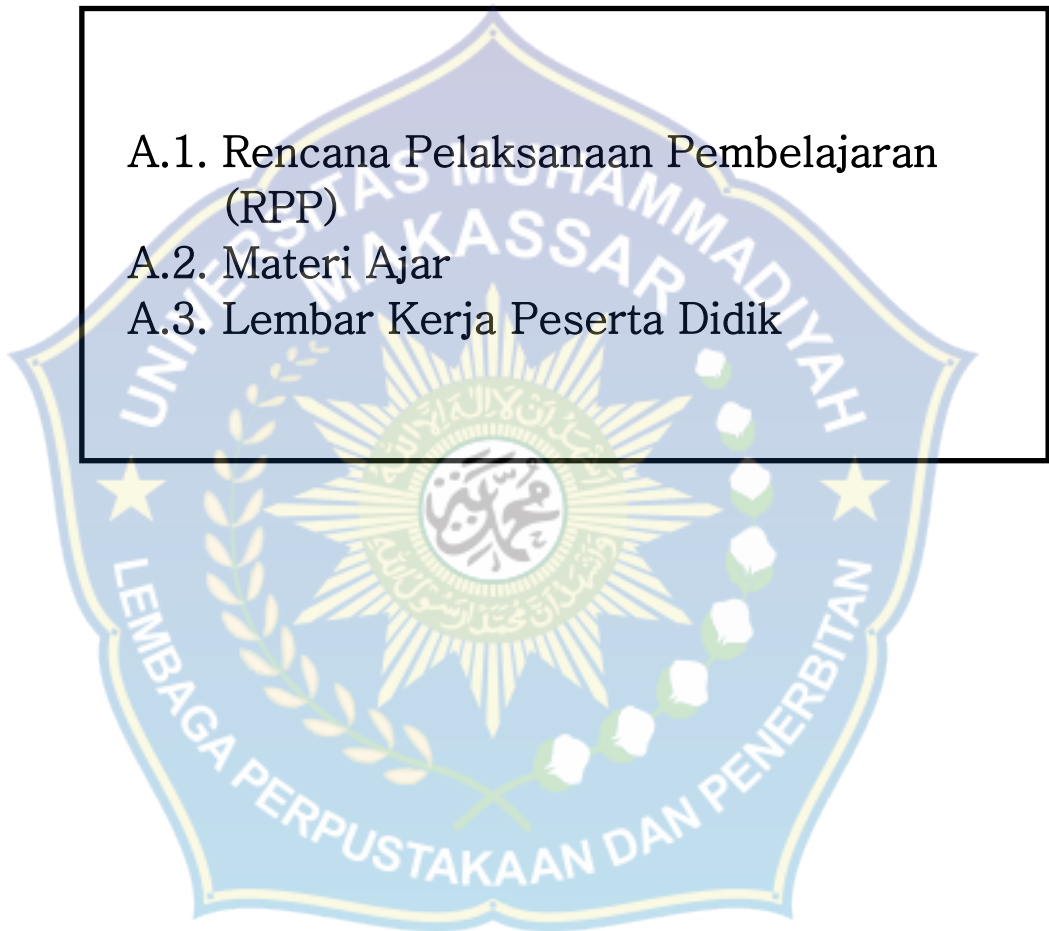 A.1. Rencana Pelaksanaan Pembelajaran
(RPP)
A.2. Materi Ajar
A.3. Lembar Kerja Peserta Didik
UNIVERSITAS MUHAMMADIYAH
MAKASSAR
LEMBAGA PERPUSTAKAAN DAN PENERBITAN